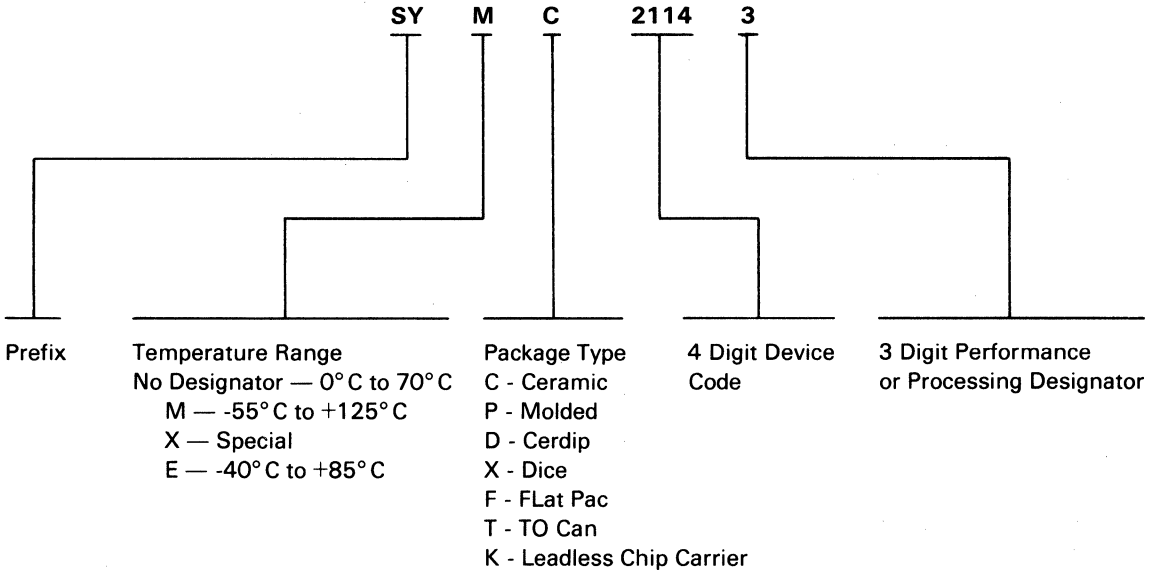 SY M C 2114 3
Prefix
Temperature Range
No Designator — 0°C to 70°C
M — -55°C to +125°C
X — Special
E — -40°C to +85°C
Package Type
C - Ceramic
P - Molded
D - Cerdip
X - Dice
F - FLat Pac
T - TO Can
K - Leadless Chip Carrier
4 Digit Device
Code
3 Digit Performance
or Processing Designator